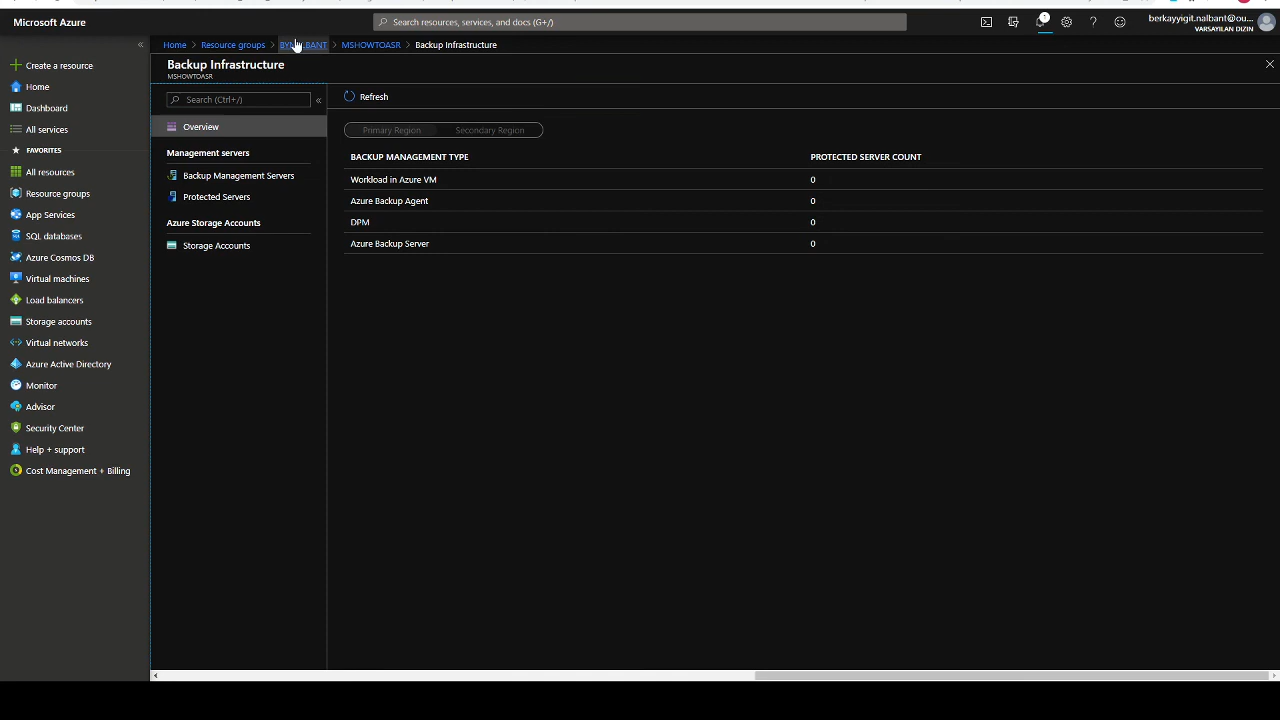 Microsoft Azure
Search resources, services, and docs (G+/)
1
berkayyigit.nalbant@ou...
VARSAYILAN DIZIN
Home > Resource groups > > MSHOWTOASR > Backup Infrastructure
Backup Infrastructure
MSHOWTOASR
Create a resource
Home
Dashboard
All services
FAVORITES
All resources
Resource groups
App Services
SQL databases
Azure Cosmos DB
Virtual machines
Load balancers
Storage accounts
Virtual networks
Azure Active Directory
Monitor
Advisor
Security Center
Help + support
Cost Management + Billing
Search (Ctrl+/)
Overview
Management servers
Backup Management Servers
Protected Servers
Azure Storage Accounts
Storage Accounts
Refresh
Primary Region Secondary Region
BACKUP MANAGEMENT TYPE PROTECTED SERVER COUNT
Workload in Azure VM 0
Azure Backup Agent 0
DPM 0
Azure Backup Server 0